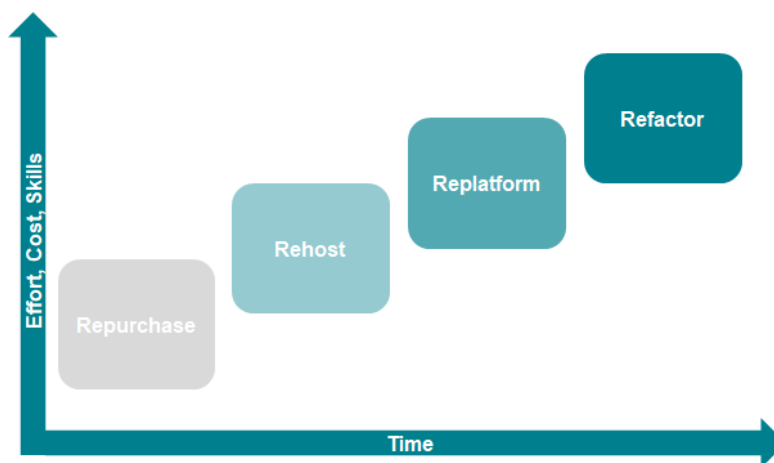 Refactor
Replatform
Rehost
Repurchase
Effort, Cost, Skills
Time